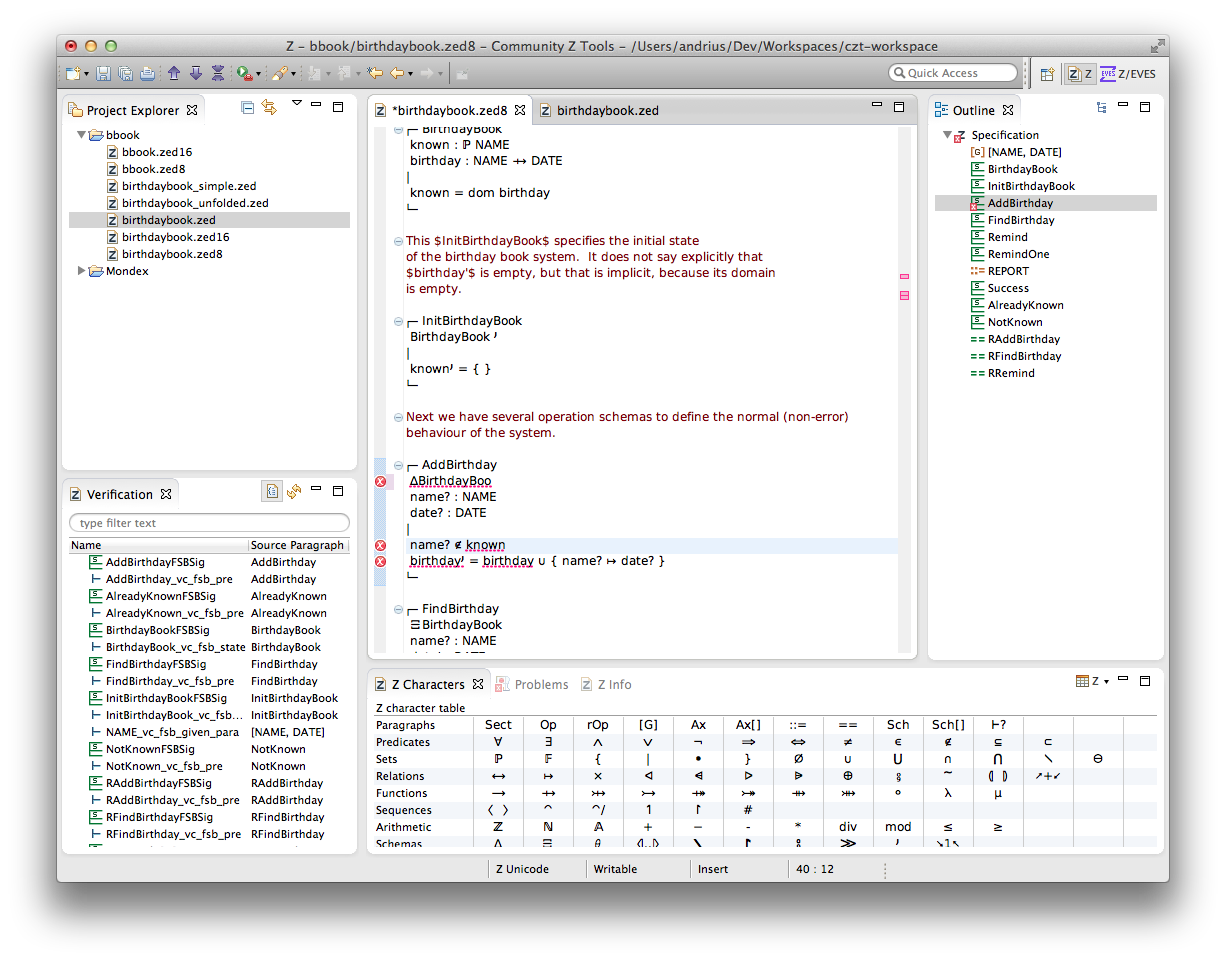 Z – bbook/birthdaybook.zed8 – Community Z Tools – /Users/andrius/Dev/Workspaces/czt-workspace
Quick Access
Z
Z/EVES
Project Explorer
bbook
bbook.zed16
bbook.zed8
birthdaybook_simple.zed
birthdaybook_unfolded.zed
birthdaybook.zed
birthdaybook.zed16
birthdaybook.zed8
Mondex
Verification
type filter text
Name Source Paragraph
AddBirthdayFSBSig AddBirthday
AddBirthday_vc_fsb_pre AddBirthday
AlreadyKnownFSBSig AlreadyKnown
AlreadyKnown_vc_fsb_pre AlreadyKnown
BirthdayBookFSBSig BirthdayBook
BirthdayBook_vc_fsb_state BirthdayBook
FindBirthdayFSBSig FindBirthday
FindBirthday_vc_fsb_pre FindBirthday
InitBirthdayBookFSBSig InitBirthdayBook
InitBirthdayBook_vc_fsb... InitBirthdayBook
NAME_vc_fsb_given_para [NAME, DATE]
NotKnownFSBSig NotKnown
NotKnown_vc_fsb_pre NotKnown
RAddBirthdayFSBSig RAddBirthday
RAddBirthday_vc_fsb_pre RAddBirthday
RFindBirthdayFSBSig RFindBirthday
RFindBirthday_vc_fsb_pre RFindBirthday
*birthdaybook.zed8 birthdaybook.zed
┌─ BirthdayBook
known : ℙ NAME
birthday : NAME ⇸ DATE
|
known = dom birthday
└─
This $InitBirthdayBook$ specifies the initial state
of the birthday book system. It does not say explicitly that
$birthday'$ is empty, but that is implicit, because its domain
is empty.
┌─ InitBirthdayBook
BirthdayBook ′
|
known′ = { }
└─
Next we have several operation schemas to define the normal (non-error)
behaviour of the system.
┌─ AddBirthday
ΔBirthdayBoo
name? : NAME
date? : DATE
|
name? ∉ known
birthday′ = birthday ∪ { name? ↦ date? }
└─
┌─ FindBirthday
ΞBirthdayBook
name? : NAME
Outline
Specification
[G] [NAME, DATE]
BirthdayBook
InitBirthdayBook
AddBirthday
FindBirthday
Remind
RemindOne
::= REPORT
Success
AlreadyKnown
NotKnown
== RAddBirthday
== RFindBirthday
== RRemind
Z Characters Problems Z Info
Z
Z character table
Paragraphs Sect Op rOp [G] Ax Ax[] ::= == Sch Sch[] ⊢?
Predicates ∀ ∃ ∧ ∨ ¬ ⇒ ⇔ ≠ ∈ ∉ ⊆ ⊂
Sets ℙ 𝔽 { | • } ∅ ∪ ⋃ ∩ ⋂ ∖ ⊖
Relations ↔ ↦ × ⊲ ⩤ ⊳ ⩥ ⊕ ⨾ ∼ ⦇ ⦈ ↗+↙
Functions → ⇸ ⤔ ↣ ⤀ ⤖ ⇻ ⤕ ∘ λ μ
Sequences 〈 〉 ⁀ ⁀/ 1 ↾ #
Arithmetic ℤ ℕ 𝔸 + − - * div mod ≤ ≥
Schemas Δ Ξ θ ⦉..⦊ ∖ ↾ ⨟ ≫ ′ ↘1↖
Z Unicode Writable Insert 40 : 12